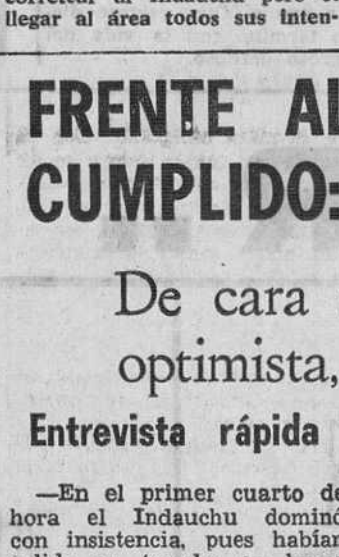 llegar al área todos sus inten-
FRENTE AL
CUMPLIDO:
De cara
optimista,
Entrevista rápida
—En el primer cuarto de
hora el Indauchu dominó
con insistencia, pues habían